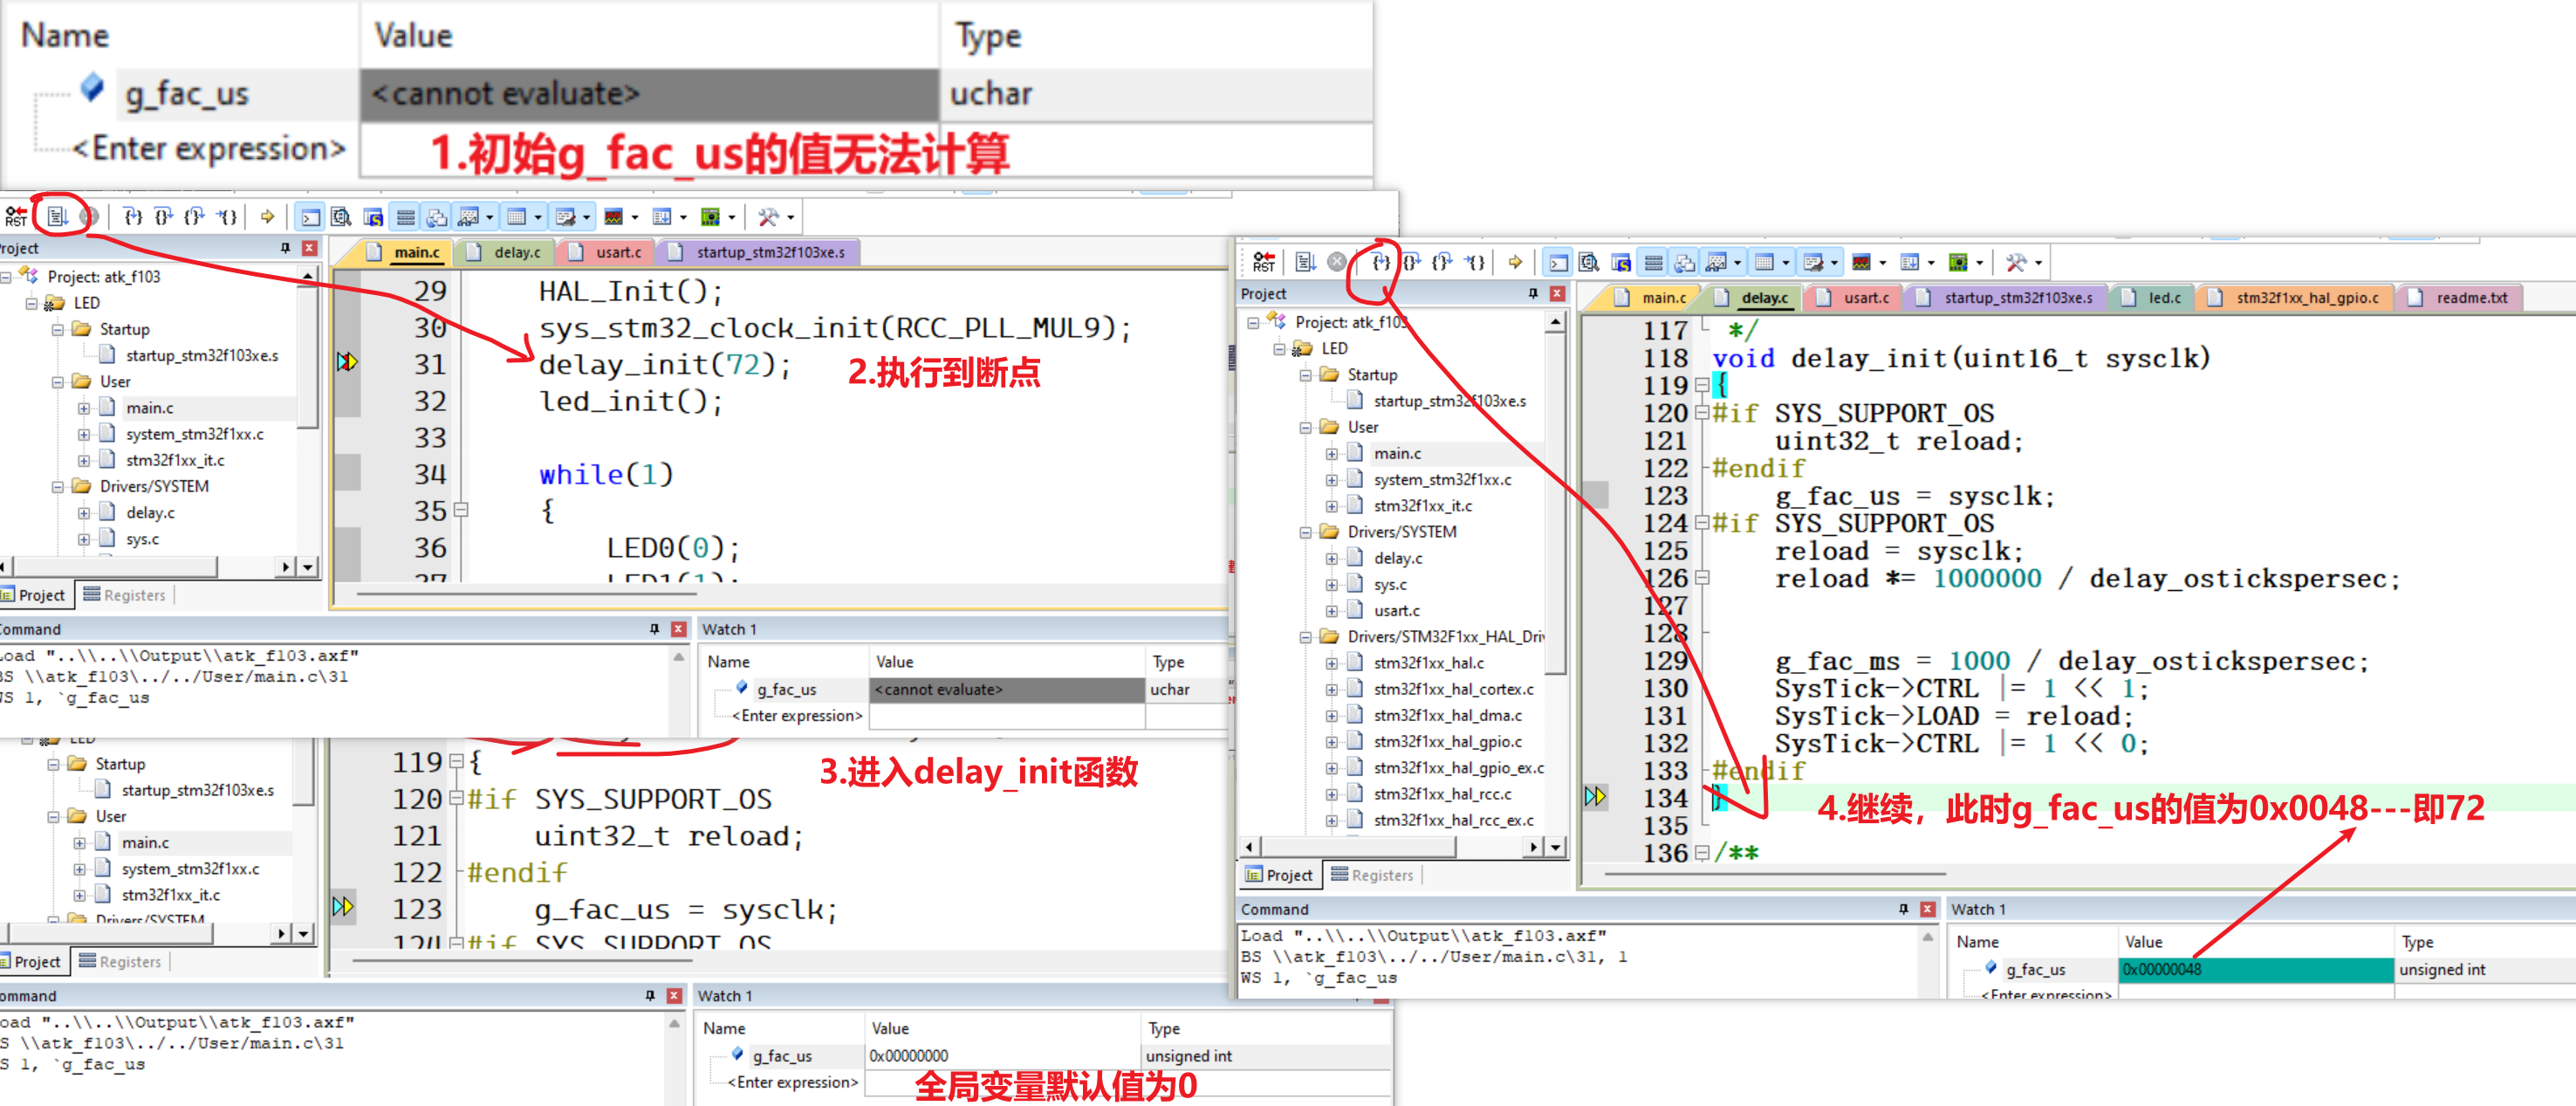 Name Value Type
g_fac_us <cannot evaluate> uchar
<Enter expression>
1.初始g_fac_us的值无法计算
RST
roject
Project: atk_f103
LED
Startup
startup_stm32f103xe.s
User
main.c
system_stm32f1xx.c
stm32f1xx_it.c
Drivers/SYSTEM
delay.c
sys.c
Project Registers
main.c delay.c usart.c startup_stm32f103xe.s
29 HAL_Init();
30 sys_stm32_clock_init(RCC_PLL_MUL9);
31 delay_init(72);
32 led_init();
33
34 while(1)
35 {
36 LED0(0);
37 LED1(1);
2.执行到断点
ommand
oad "..\\..\\Output\\atk_f103.axf"
BS \\atk_f103\../../User/main.c\31
WS 1, `g_fac_us
Watch 1
Name Value Type
g_fac_us <cannot evaluate> uchar
<Enter expression>
LED
Startup
startup_stm32f103xe.s
User
main.c
system_stm32f1xx.c
stm32f1xx_it.c
Drivers/SYSTEM
Project Registers
119 {
120 #if SYS_SUPPORT_OS
121 uint32_t reload;
122 #endif
123 g_fac_us = sysclk;
124 #if SYS_SUPPORT_OS
3.进入delay_init函数
ommand
oad "..\\..\\Output\\atk_f103.axf"
S \\atk_f103\../../User/main.c\31
S 1, `g_fac_us
Watch 1
Name Value Type
g_fac_us 0x00000000 unsigned int
<Enter expression>
全局变量默认值为0
RST
Project
Project: atk_f103
LED
Startup
startup_stm32f103xe.s
User
main.c
system_stm32f1xx.c
stm32f1xx_it.c
Drivers/SYSTEM
delay.c
sys.c
usart.c
Drivers/STM32F1xx_HAL_Driv
stm32f1xx_hal.c
stm32f1xx_hal_cortex.c
stm32f1xx_hal_dma.c
stm32f1xx_hal_gpio.c
stm32f1xx_hal_gpio_ex.c
stm32f1xx_hal_rcc.c
stm32f1xx_hal_rcc_ex.c
Project Registers
main.c delay.c usart.c startup_stm32f103xe.s led.c stm32f1xx_hal_gpio.c readme.txt
117 */
118 void delay_init(uint16_t sysclk)
119 {
120 #if SYS_SUPPORT_OS
121 uint32_t reload;
122 #endif
123 g_fac_us = sysclk;
124 #if SYS_SUPPORT_OS
125 reload = sysclk;
126 reload *= 1000000 / delay_ostickspersec;
127
128
129 g_fac_ms = 1000 / delay_ostickspersec;
130 SysTick->CTRL |= 1 << 1;
131 SysTick->LOAD = reload;
132 SysTick->CTRL |= 1 << 0;
133 #endif
134 }
135
136 /**
4.继续，此时g_fac_us的值为0x0048---即72
Command
Load "..\\..\\Output\\atk_f103.axf"
BS \\atk_f103\../../User/main.c\31, 1
WS 1, `g_fac_us
Watch 1
Name Value Type
g_fac_us 0x00000048 unsigned int
<Enter expression>